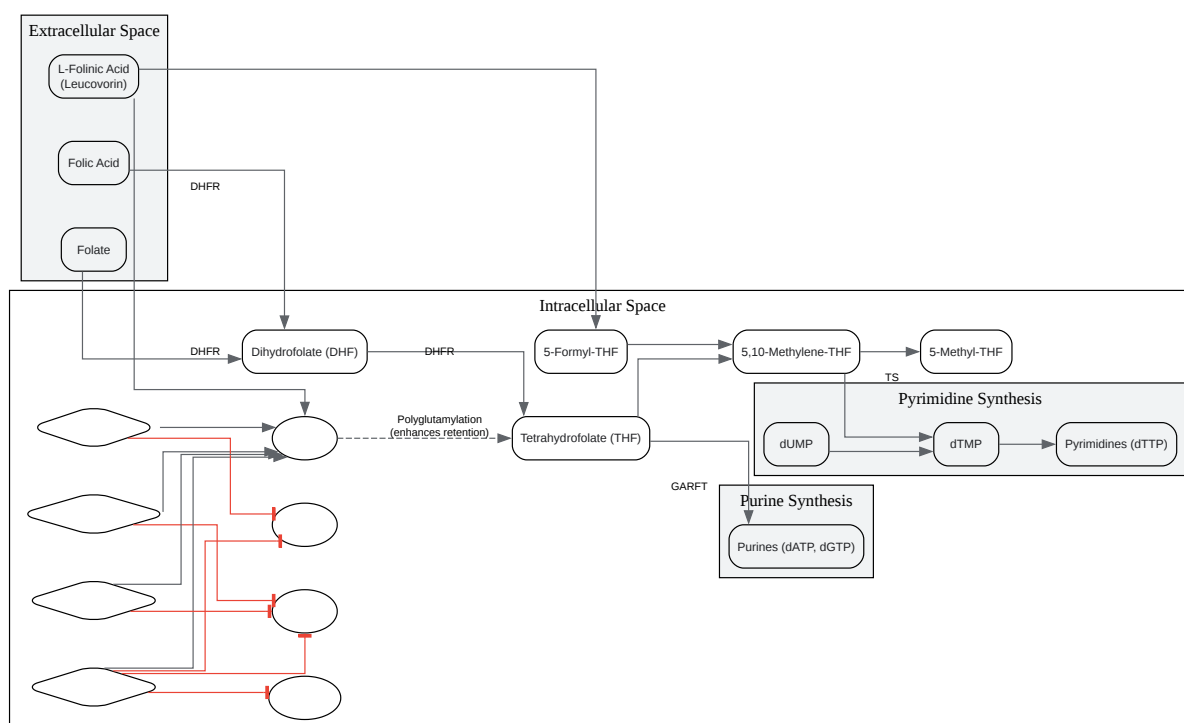 Extracellular Space
L-Folinic Acid
(Leucovorin)
Folic Acid
DHFR
Folate
Intracellular Space
DHFR
Dihydrofolate (DHF)
DHFR
5-Formyl-THF
5,10-Methylene-THF
5-Methyl-THF
TS
Pyrimidine Synthesis
Polyglutamylation
(enhances retention)
Tetrahydrofolate (THF)
dUMP
dTMP
Pyrimidines (dTTP)
GARFT
Purine Synthesis
Purines (dATP, dGTP)